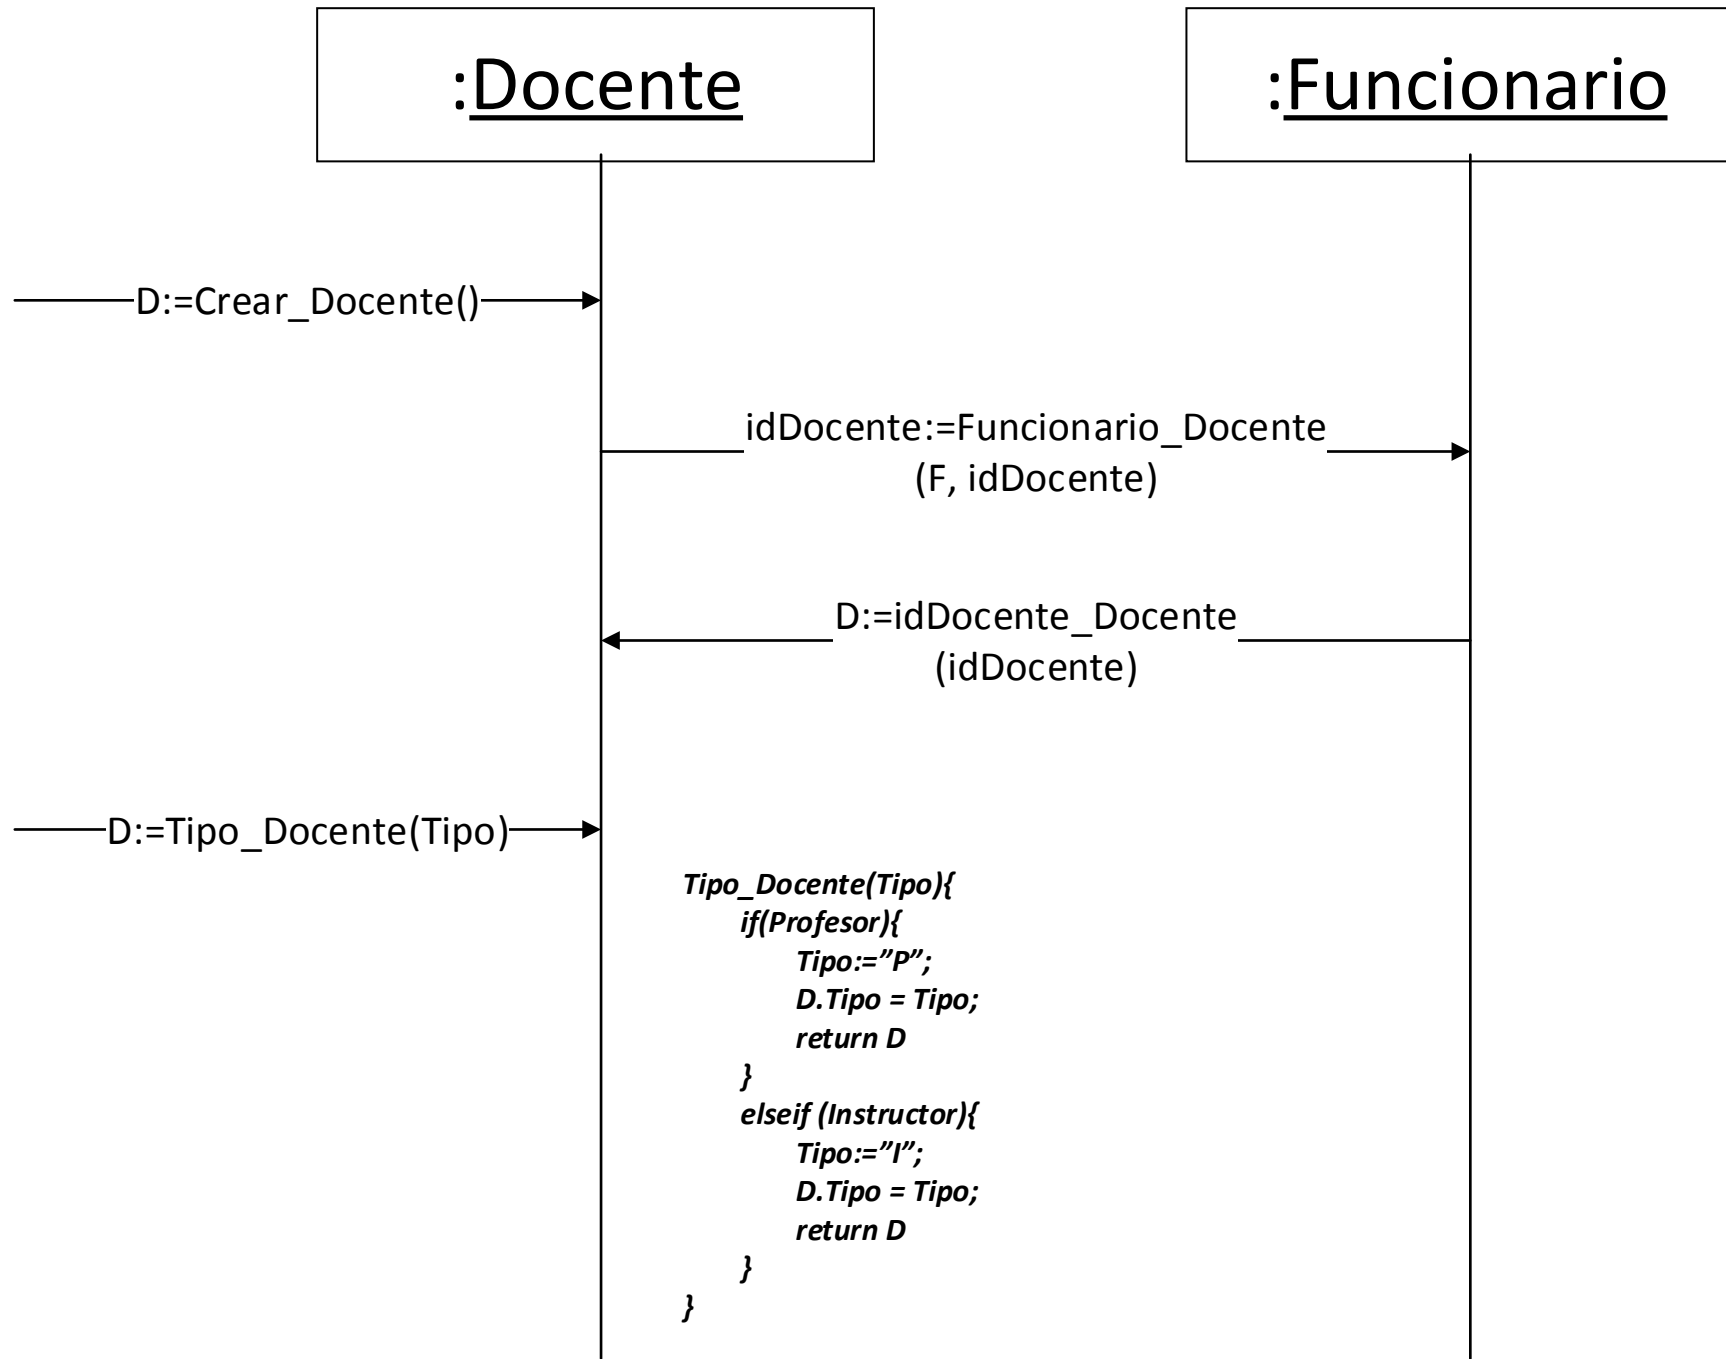 :Docente
:Funcionario
D:=Crear_Docente()
idDocente:=Funcionario_Docente
(F, idDocente)
D:=idDocente_Docente
(idDocente)
D:=Tipo_Docente(Tipo)
Tipo_Docente(Tipo){
if(Profesor){
Tipo:=”P”;
D.Tipo = Tipo;
return D
}
elseif (Instructor){
Tipo:=”I”;
D.Tipo = Tipo;
return D
}
}